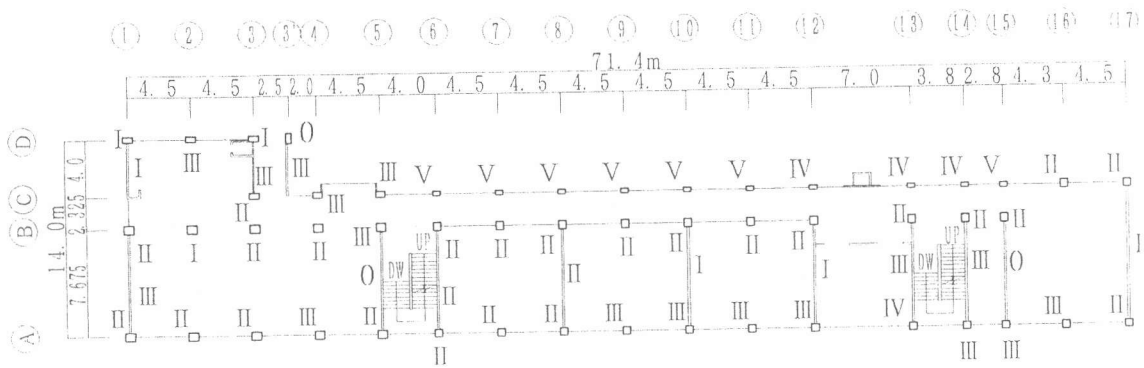 ① ② ③ ③' ④ ⑤ ⑥ ⑦ ⑧ ⑨ ⑩ ⑪ ⑫ ⑬ ⑭ ⑮ ⑯ ⑰
71.4m
4.5 4.5 2.5 2.0 4.5 4.0 4.5 4.5 4.5 4.5 4.5 4.5 7.0 3.8 2.8 4.3 4.5
Ⓓ Ⓒ Ⓑ Ⓐ
14.0m
4.0 2.325 7.675
I I O
I III III III III V V V V V IV IV IV V II II
II III
II I II II III II II II II II II II II II II
UP UP
DW DW
III O II II I I III III O I
IV
II II II III II II II III III III III III II
II III III